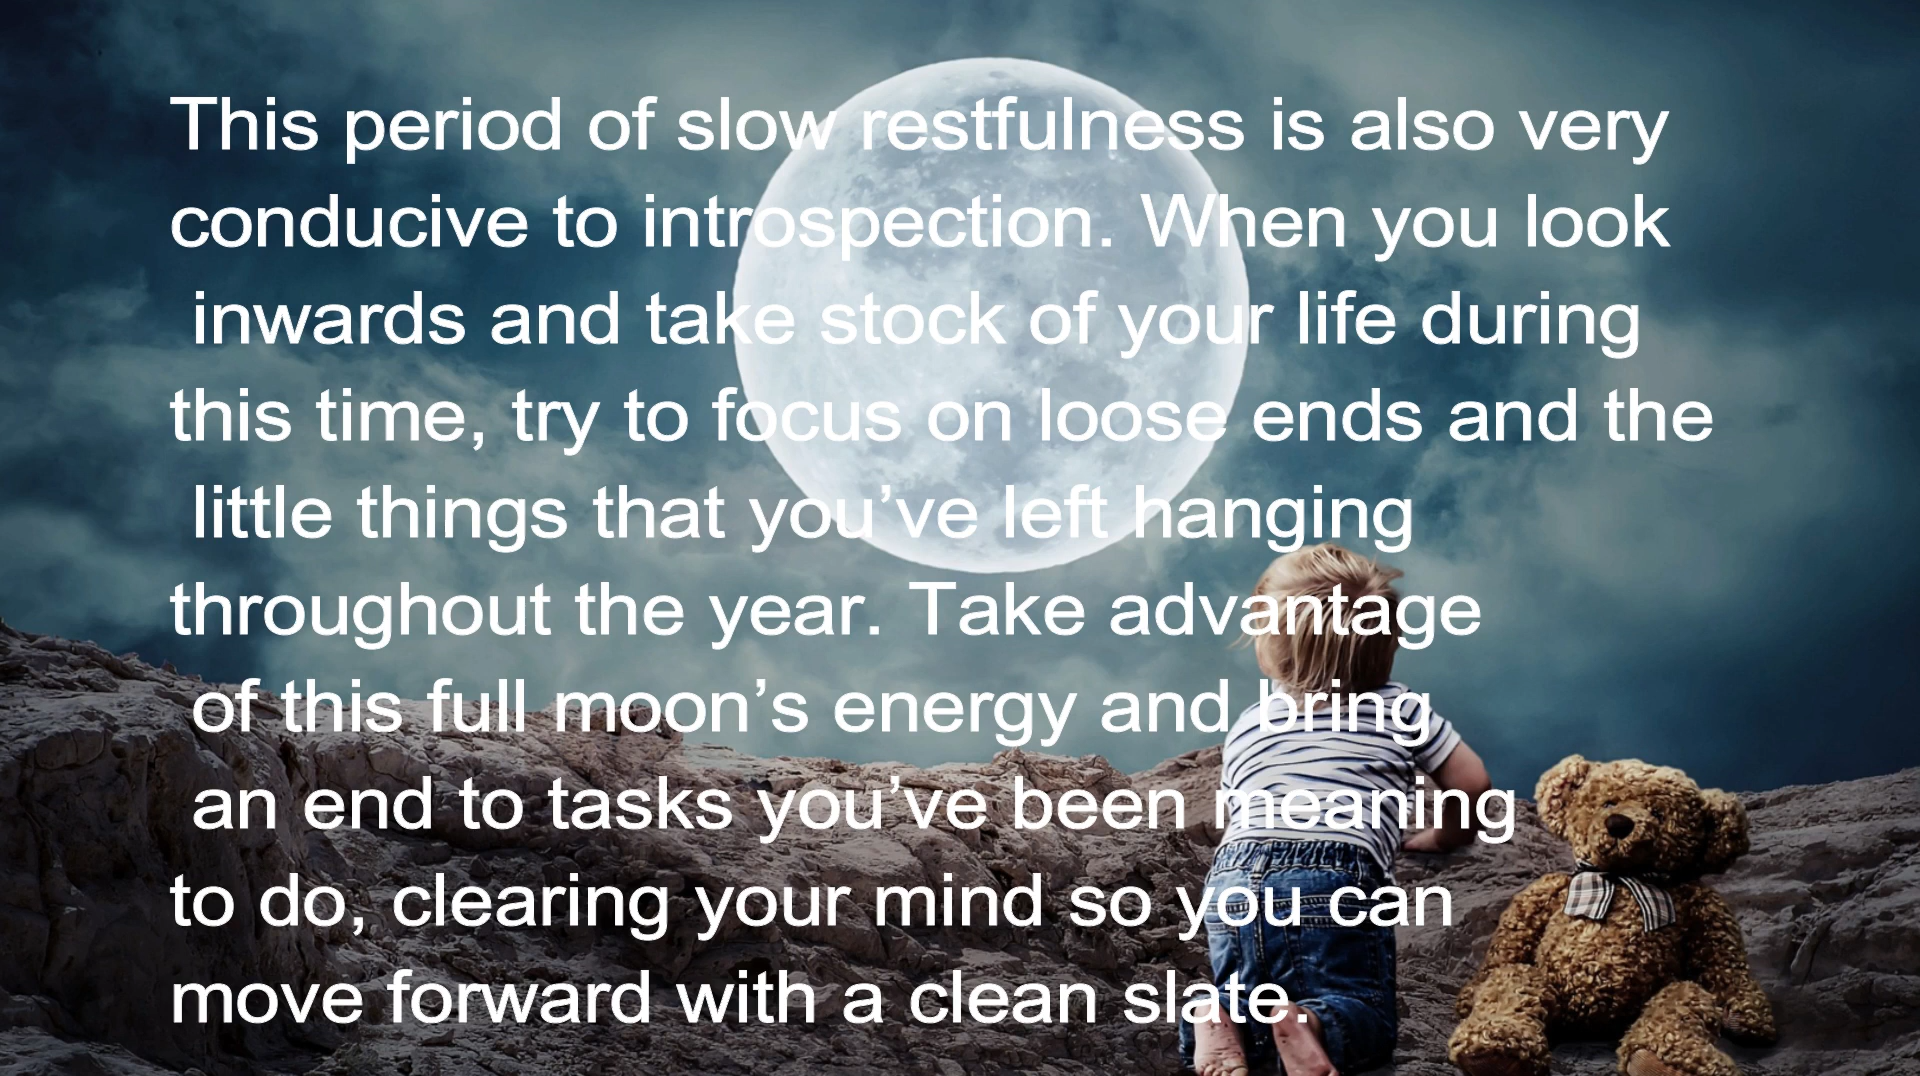 This period of slow restfulness is also very
conducive to introspection. When you look
inwards and take stock of your life during
this time, try to focus on loose ends and the
little things that you’ve left hanging
throughout the year. Take advantage
of this full moon’s energy and bring
an end to tasks you’ve been meaning
to do, clearing your mind so you can
move forward with a clean slate.